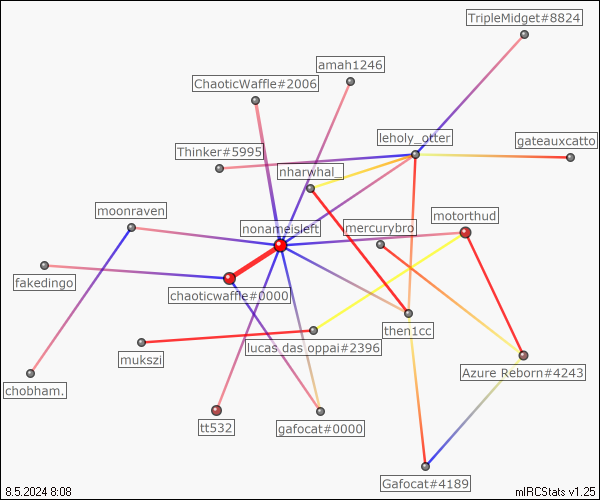 TripleMidget#8824
amah1246
ChaoticWaffle#2006
leholy_otter
gateauxcatto
Thinker#5995
nharwhal_
moonraven
motorthud
nonameisleft
mercurybro
fakedingo
chaoticwaffle#0000
then1cc
lucas das oppai#2396
mukszi
Azure Reborn#4243
chobham.
tt532
gafocat#0000
Gafocat#4189
8.5.2024 8:08
mIRCStats v1.25